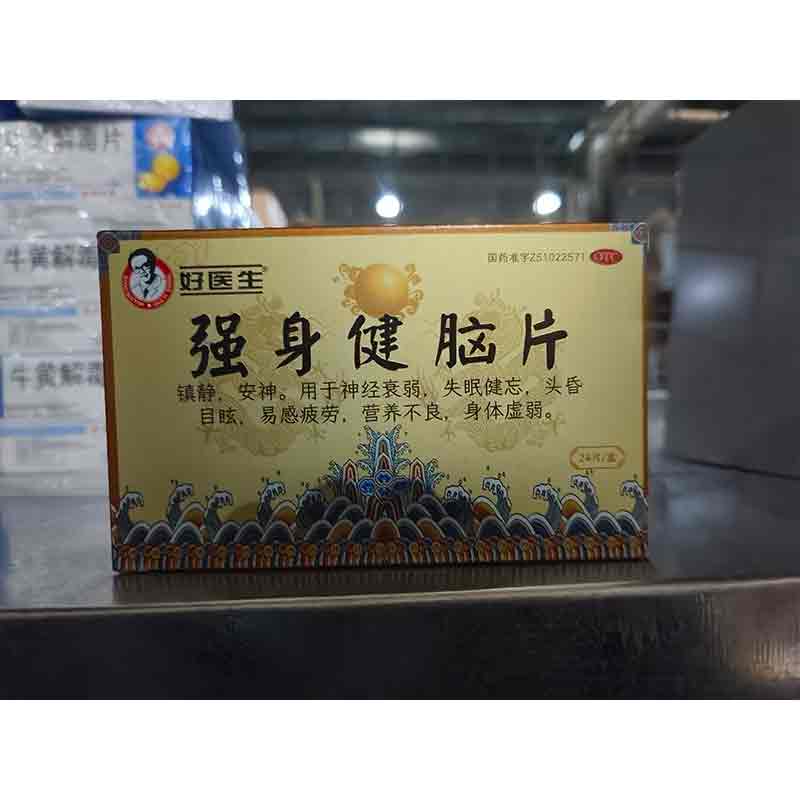 国药准字Z51022571 OTC
好医生
强身健脑片
镇静，安神。用于神经衰弱，失眠健忘，头昏
目眩，易感疲劳，营养不良，身体虚弱。
24片/盒
解毒片
牛黄解毒
牛黄解毒